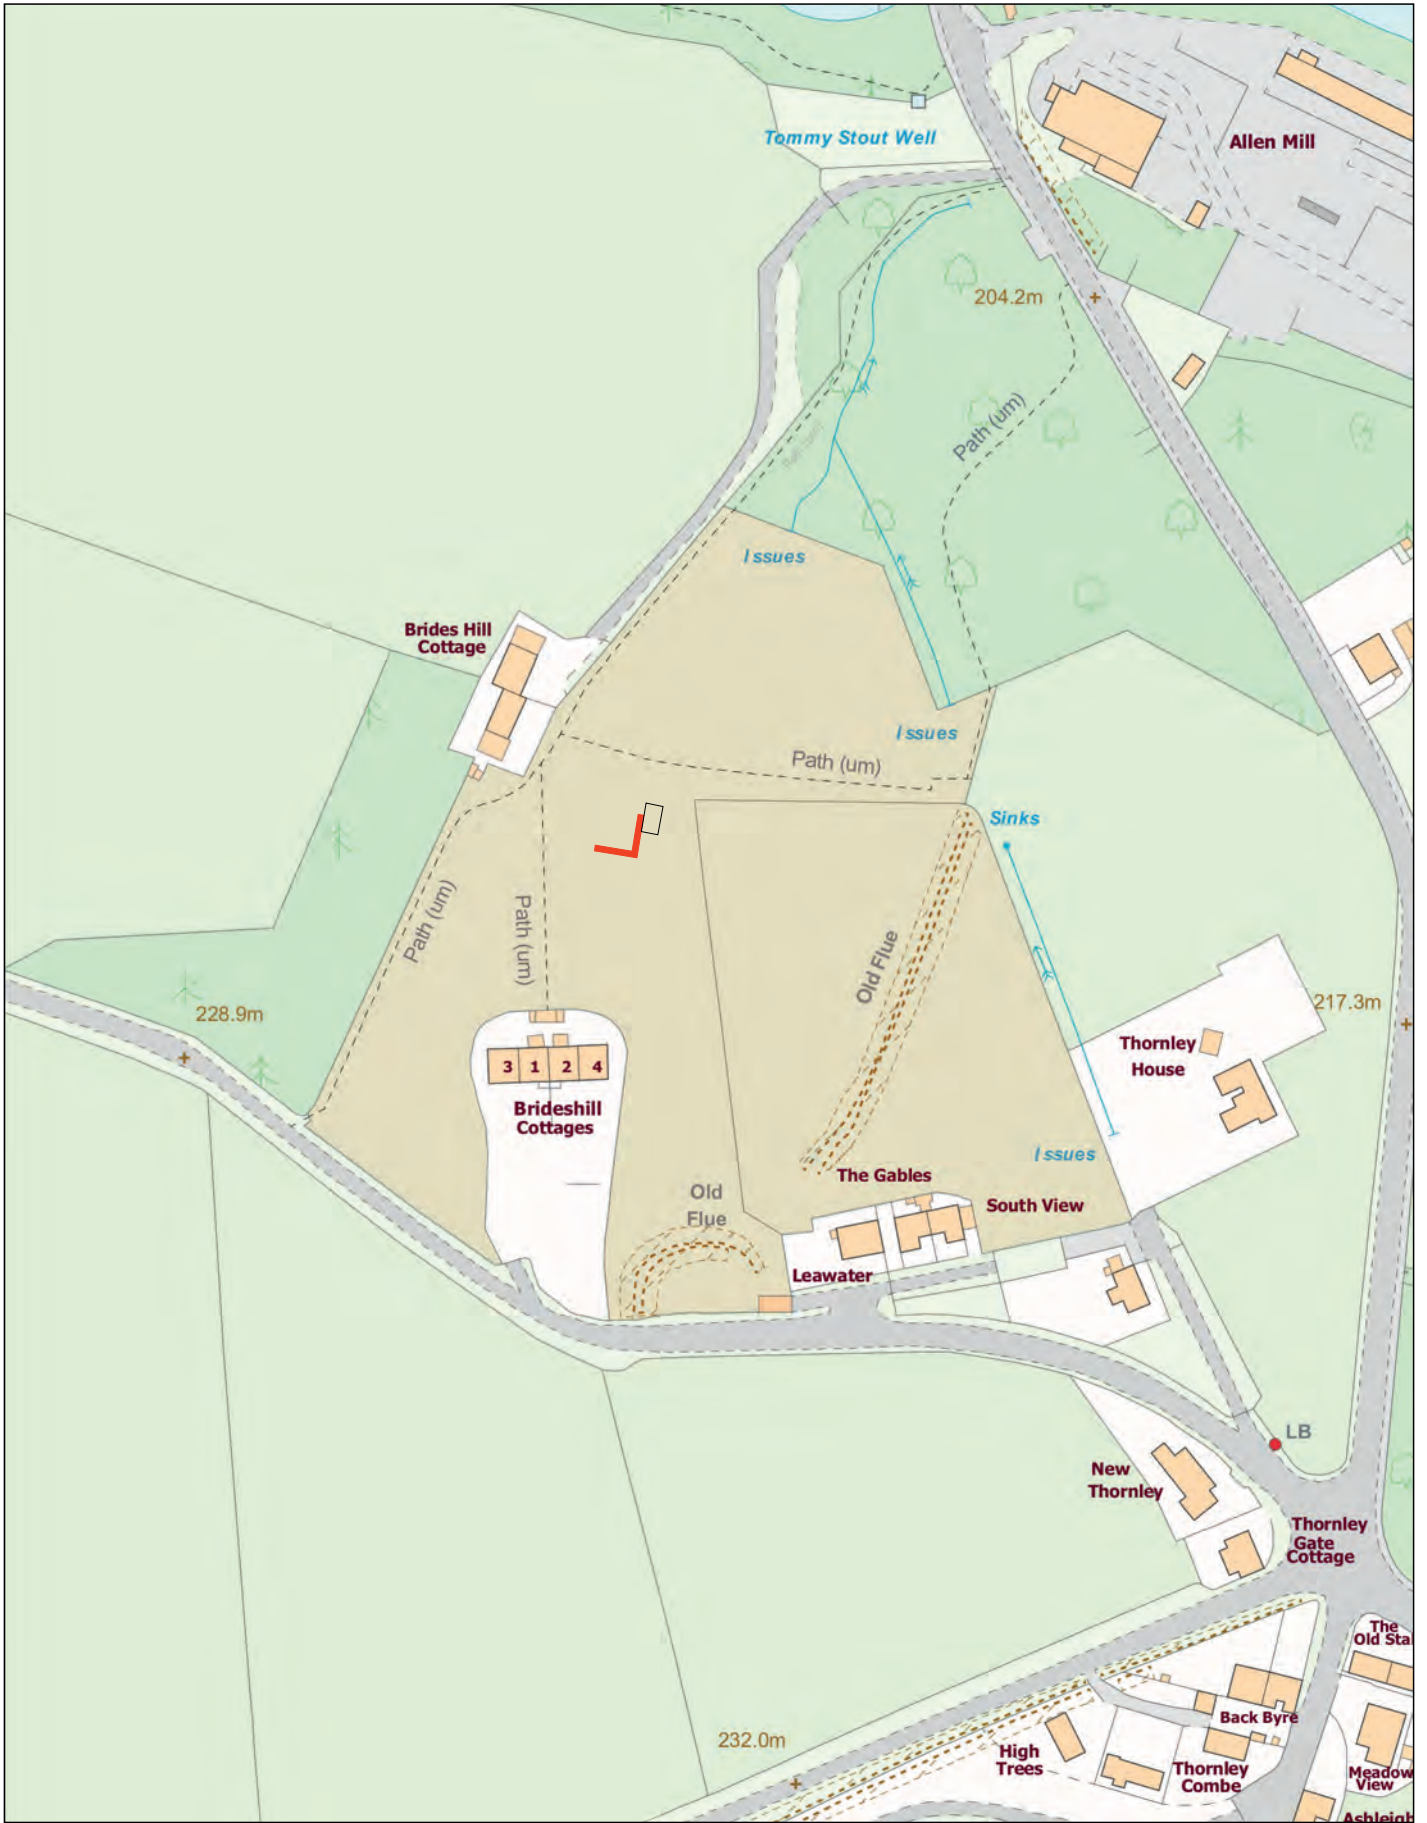 Tommy Stout Well
Allen Mill
204.2m
Path (um)
Issues
Brides Hill
Cottage
Issues
Path (um)
Sinks
Path (um)
Path (um)
Old Flue
228.9m
217.3m
Thornley
House
3 1 2 4
Brideshill
Cottages
Issues
The Gables
Old
Flue
South View
Leawater
LB
New
Thornley
Thornley
Gate
Cottage
The
Old Sta
Back Byre
232.0m
High
Trees
Thornley
Combe
Meadow
View
Ashleigh